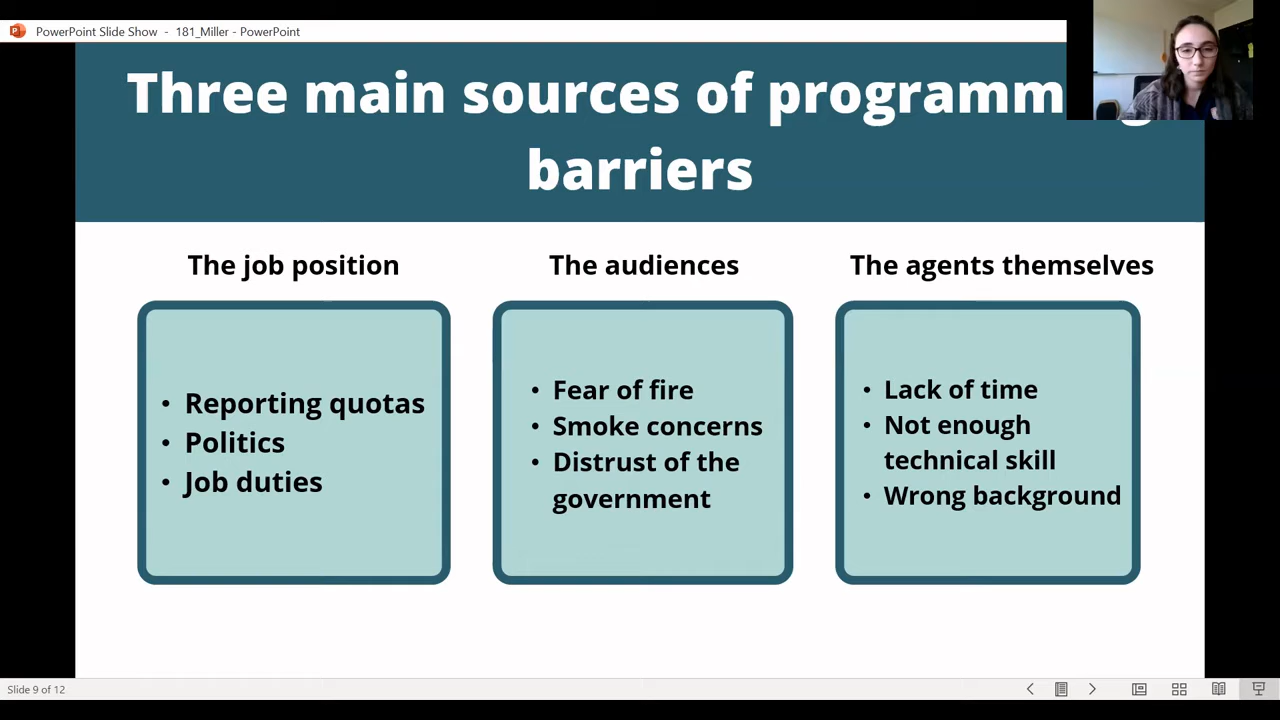 PowerPoint Slide Show - 181_Miller - PowerPoint
Three main sources of
barriers
The job position
The audiences
The agents themselves
• Reporting quotas
• Politics
• Job duties
• Fear of fire
• Smoke concerns
• Distrust of the
government
• Lack of time
• Not enough
technical skill
• Wrong background
Slide 9 of 12